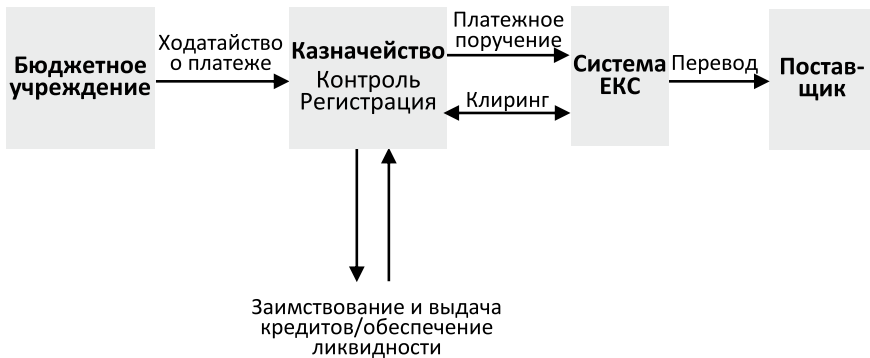 Бюджетное
учреждение
Ходатайство
о платеже
Казначейство
Контроль
Регистрация
Платежное
поручение
Клиринг
Система
ЕКС
Перевод
Постав-
щик
Заимствование и выдача
кредитов/обеспечение
ликвидности